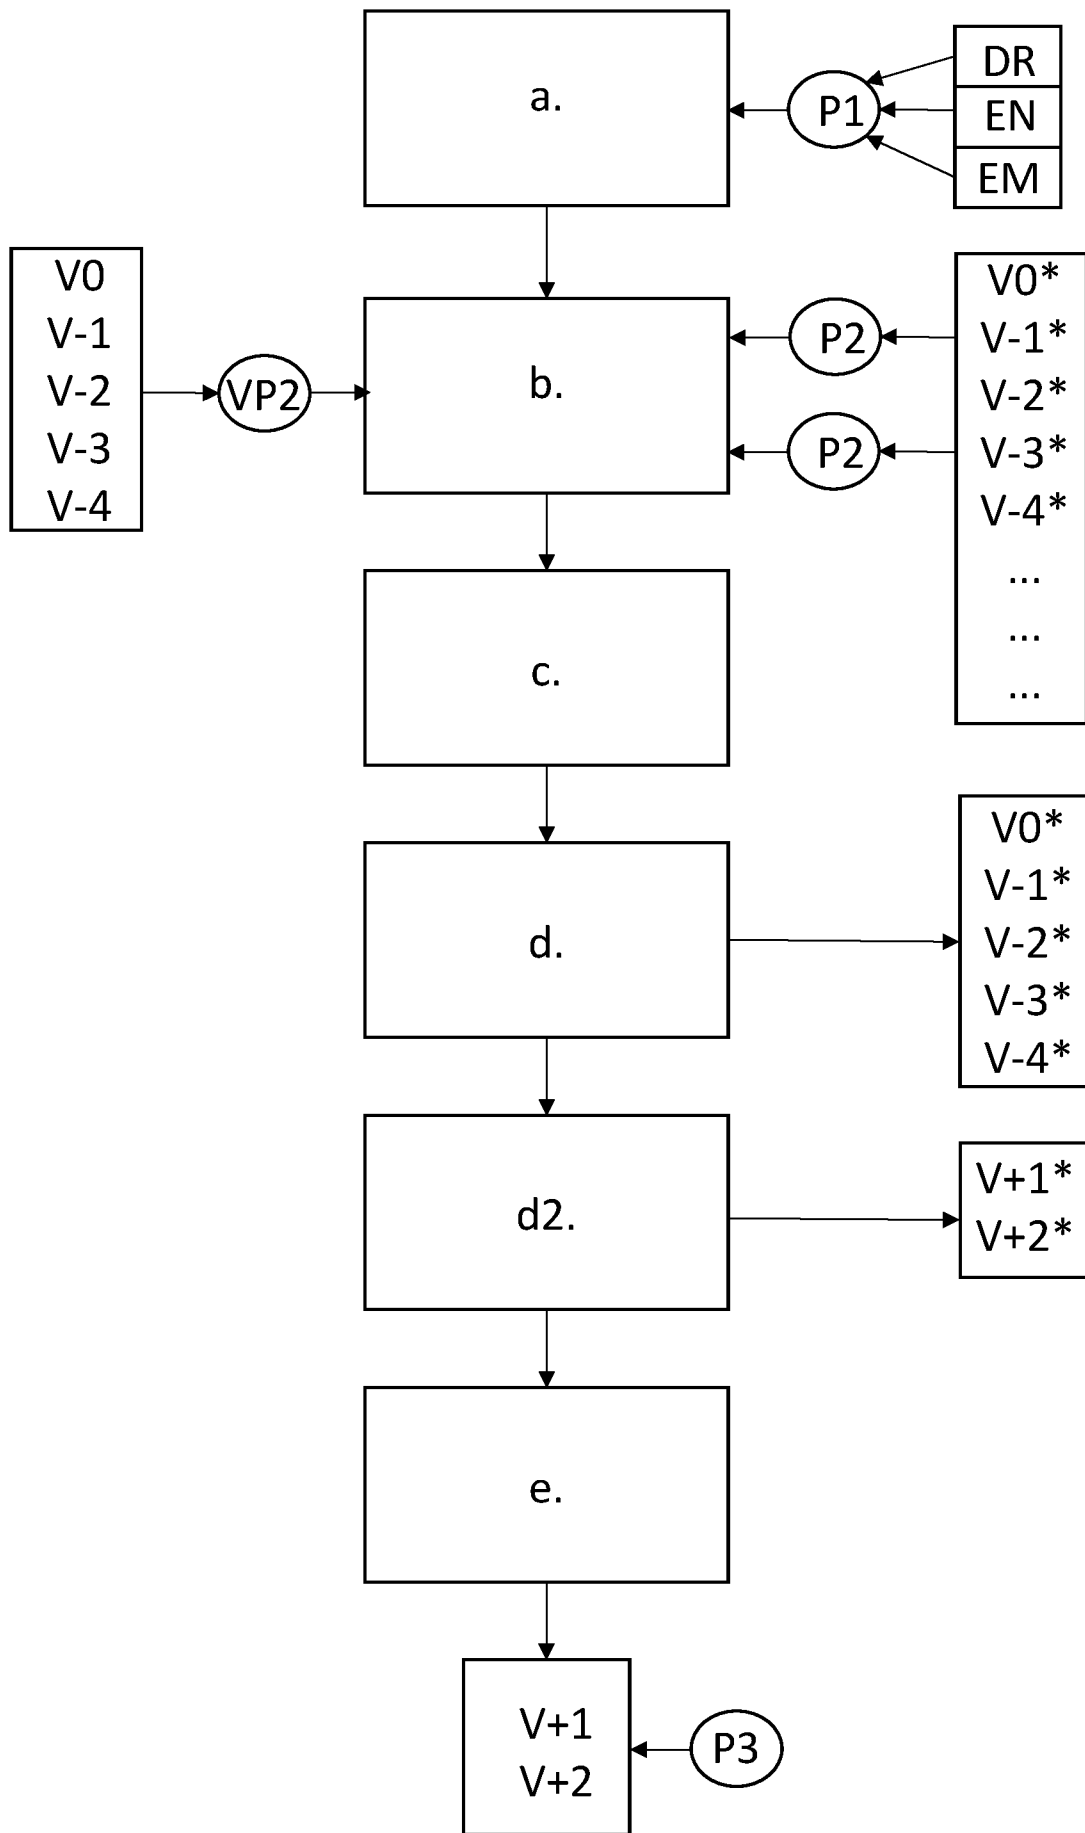 a.
P1
DR
EN
EM
V0
V-1
V-2
V-3
V-4
VP2
b.
P2
P2
V0*
V-1*
V-2*
V-3*
V-4*
...
...
...
c.
d.
V0*
V-1*
V-2*
V-3*
V-4*
d2.
V+1*
V+2*
e.
V+1
V+2
P3